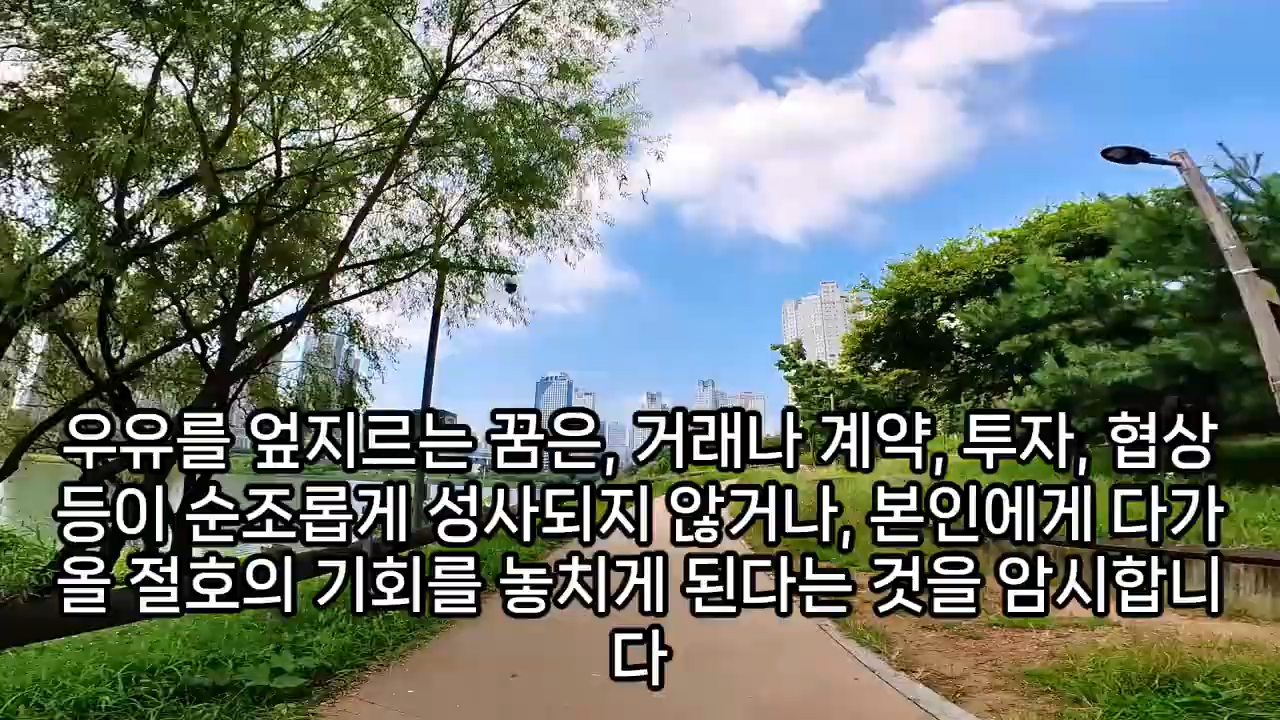 우유를 엎지르는 꿈은, 거래나 계약, 투자, 협상
등이 순조롭게 성사되지 않거나, 본인에게 다가
올 절호의 기회를 놓치게 된다는 것을 암시합니
다